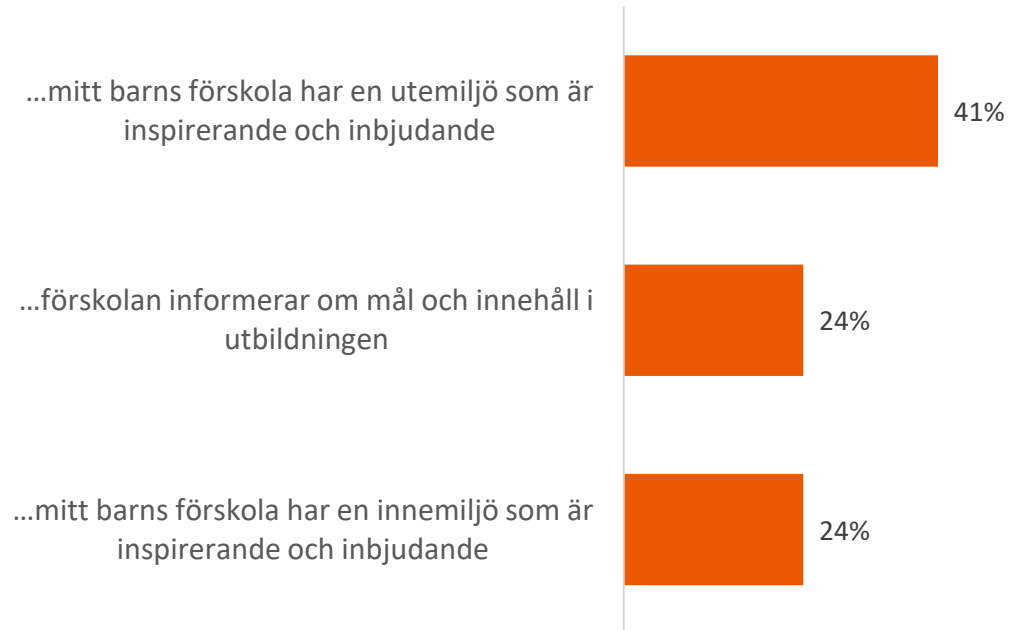 ...mitt barns förskola har en utemiljö som är
inspirerande och inbjudande
41%
...förskolan informerar om mål och innehåll i
utbildningen
24%
...mitt barns förskola har en innemiljö som är
inspirerande och inbjudande
24%